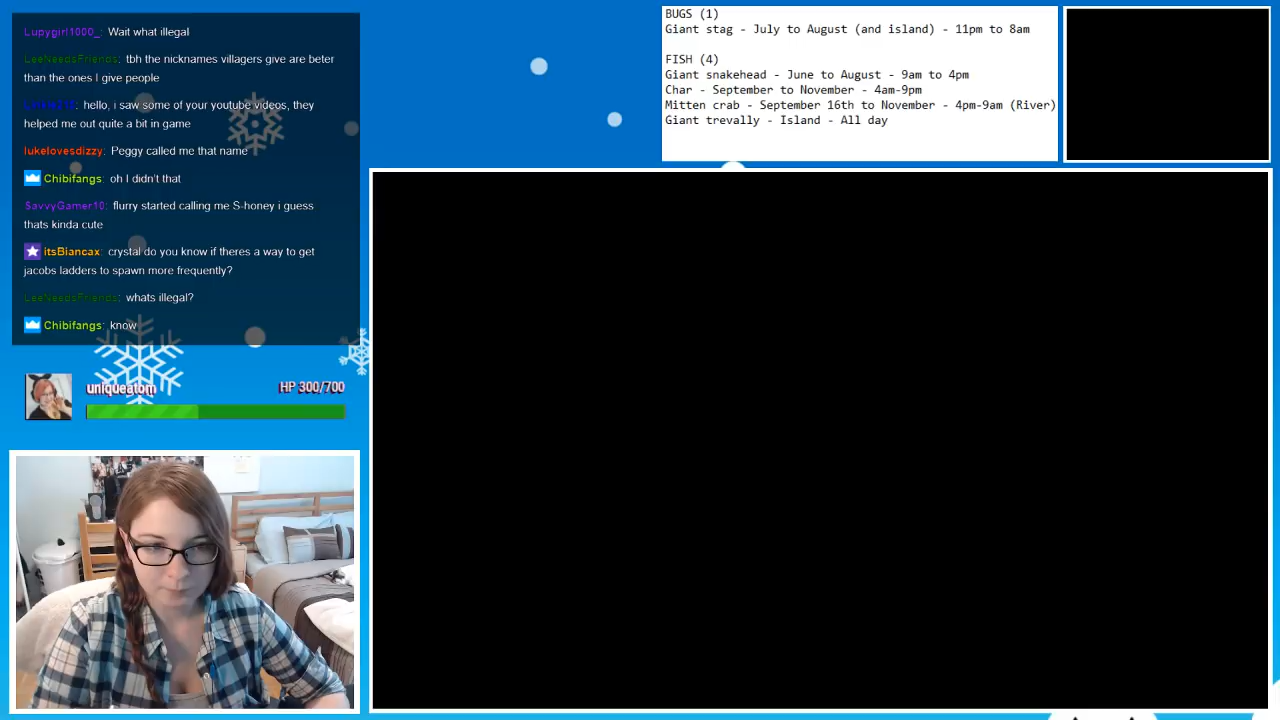 Lupygirl1000_: Wait what illegal
LeeNeedsFriends: tbh the nicknames villagers give are beter
than the ones I give people
hello, i saw some of your youtube videos, they
helped me out quite a bit in game
lukelovesdizzy: Peggy called me that name
Chibifangs: oh I didn't that
SavvyGamer10: flurry started calling me S-honey i guess
thats kinda cute
itsBiancax: crystal do you know if theres a way to get
jacobs ladders to spawn more frequently?
LeeNeedsFriends: whats illegal?
Chibifangs: know
uniqueatom HP 300/700
BUGS (1)
Giant stag - July to August (and island) - 11pm to 8am
FISH (4)
Giant snakehead - June to August - 9am to 4pm
Char - September to November - 4am-9pm
Mitten crab - September 16th to November - 4pm-9am (River)
Giant trevally - Island - All day